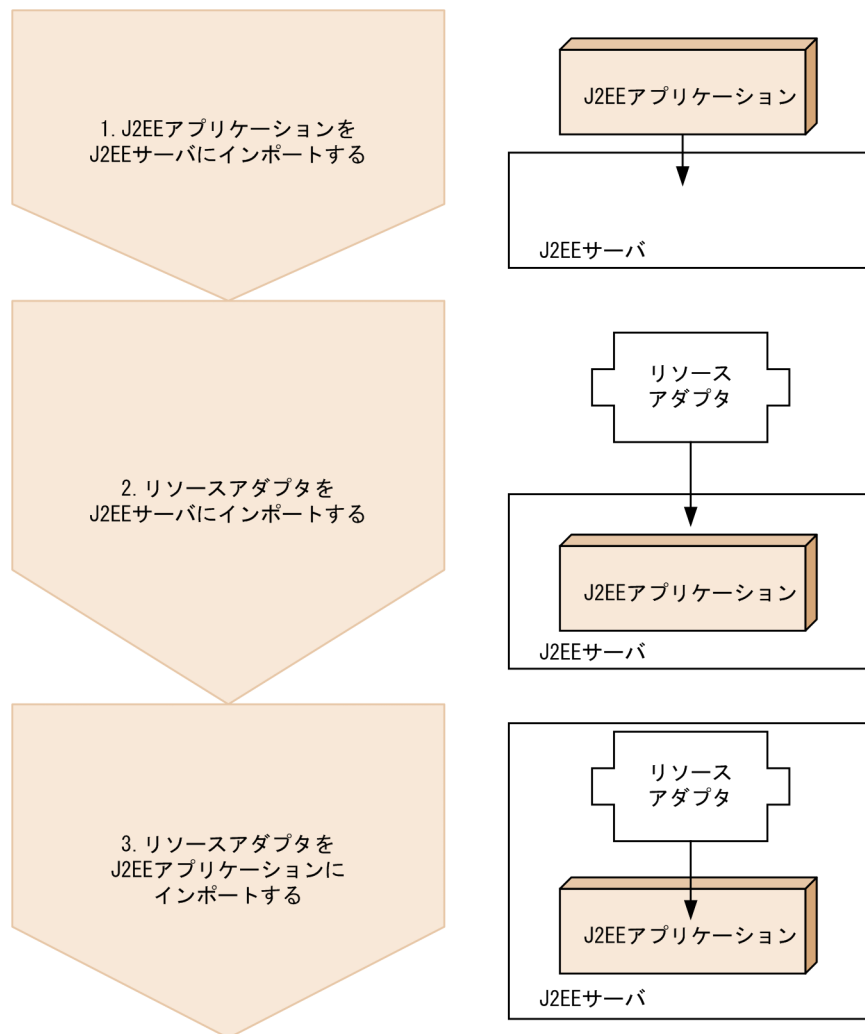 1. J2EEアプリケーションを
J2EEサーバにインポートする
J2EEアプリケーション
J2EEサーバ
2. リソースアダプタを
J2EEサーバにインポートする
リソース
アダプタ
J2EEアプリケーション
J2EEサーバ
3. リソースアダプタを
J2EEアプリケーションに
インポートする
リソース
アダプタ
J2EEアプリケーション
J2EEサーバ